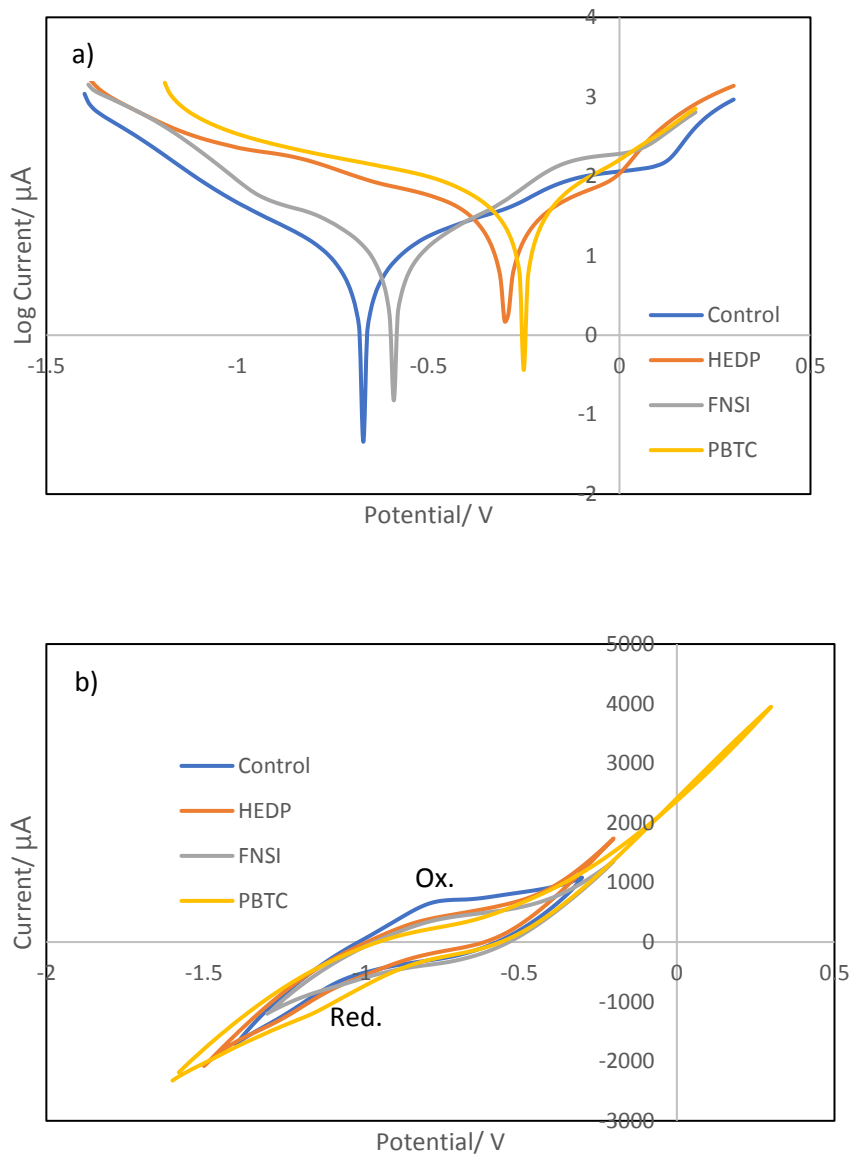 a)
4
3
2
1
0
-1
-2
-1.5
-1
-0.5
0
0.5
Log Current/ µA
Potential/ V
Control
HEDP
FNSI
PBTC
b)
5000
4000
3000
2000
1000
0
-1000
-2000
-3000
-2
-1.5
-1
-0.5
0
0.5
Current/ µA
Potential/ V
Control
HEDP
FNSI
PBTC
Ox.
Red.